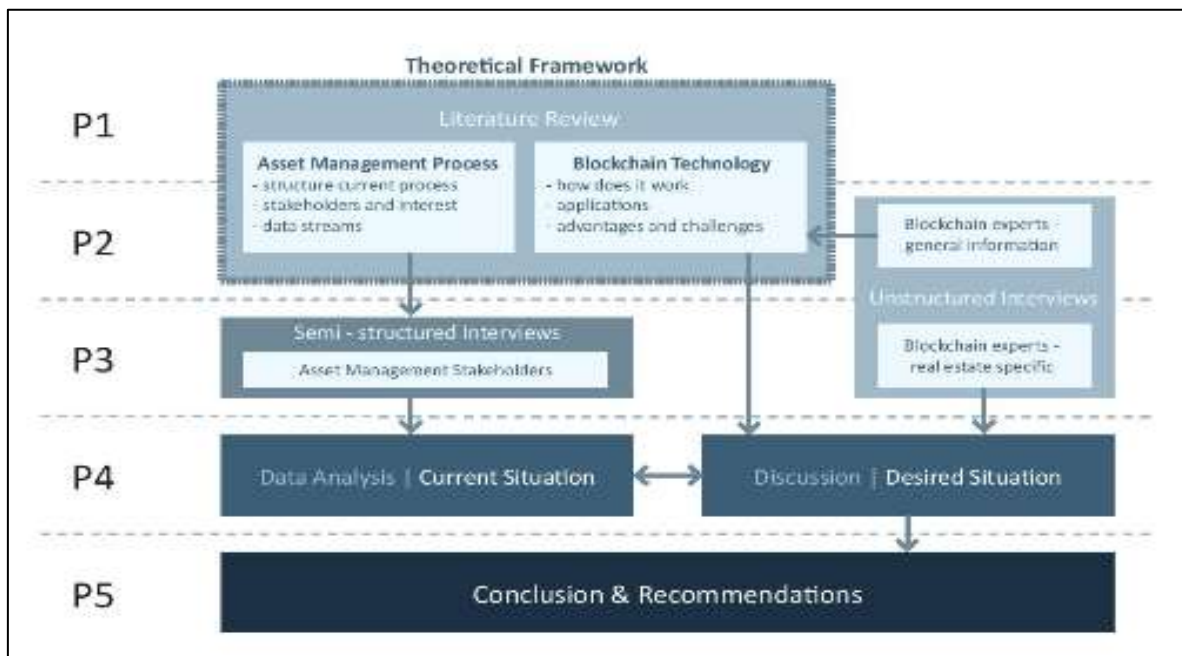 Theoretical Framework
P1
Literature Review
Asset Management Process
- structure current process
- stakeholders and interest
- data streams
Blockchain Technology
- how does it work
- applications
- advantages and challenges
P2
Blockchain experts -
general information
Unstructured Interviews
Blockchain experts -
real estate specific
P3
Semi - structured Interviews
Asset Management Stakeholders
P4
Data Analysis | Current Situation
Discussion | Desired Situation
P5
Conclusion & Recommendations